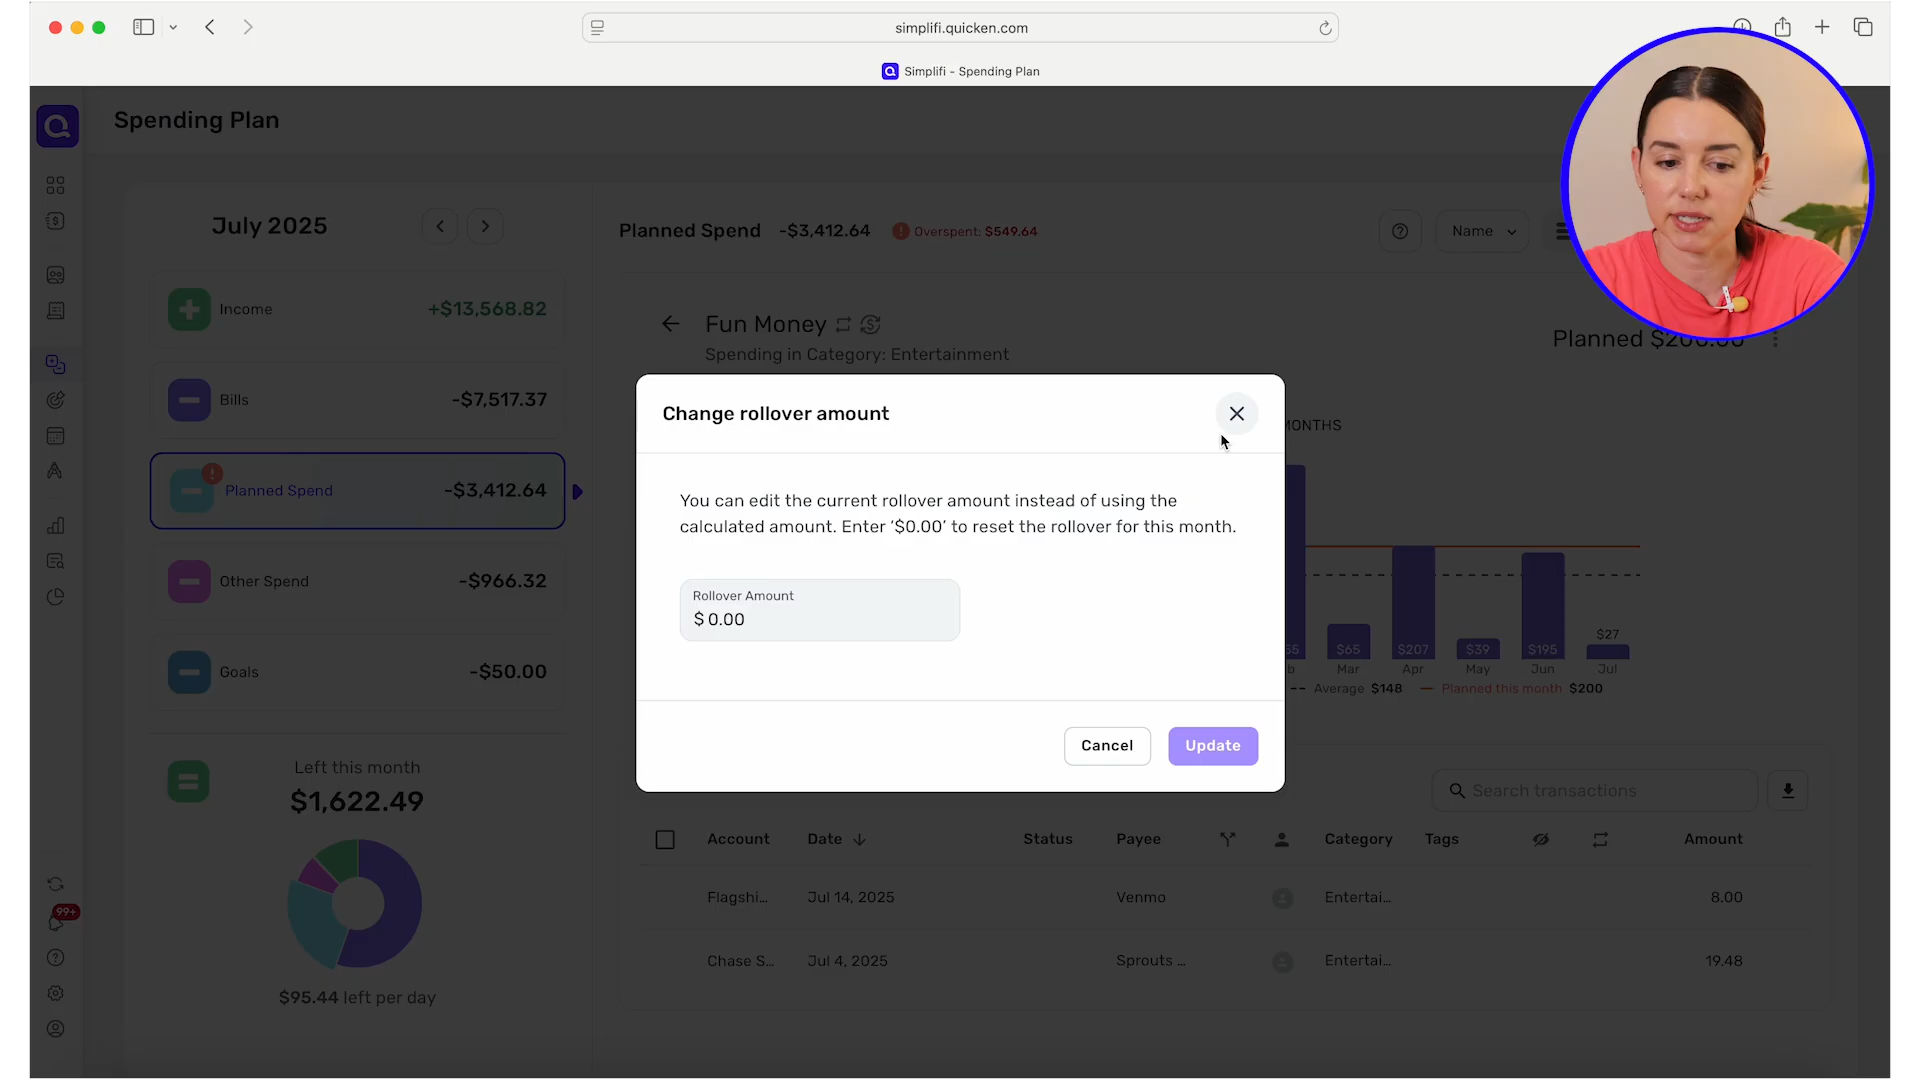 simplifi.quicken.com
Simplifi - Spending Plan
Spending Plan
July 2025
Income +$13,568.82
Bills -$7,517.37
Planned Spend -$3,412.64
Other Spend -$966.32
Goals -$50.00
Left this month
$1,622.49
$95.44 left per day
99+
Planned Spend -$3,412.64 Overspent: $549.64
Name
Fun Money
Spending in Category: Entertainment
Planned $200.00
MONTHS
Change rollover amount
You can edit the current rollover amount instead of using the
calculated amount. Enter ‘$0.00’ to reset the rollover for this month.
Rollover Amount
$ 0.00
Cancel Update
55 $65 $207 $39 $195 $27
b Mar Apr May Jun Jul
Average $148 Planned this month $200
Search transactions
Account Date Status Payee Category Tags Amount
Flagshi... Jul 14, 2025 Venmo Entertai... 8.00
Chase S... Jul 4, 2025 Sprouts ... Entertai... 19.48